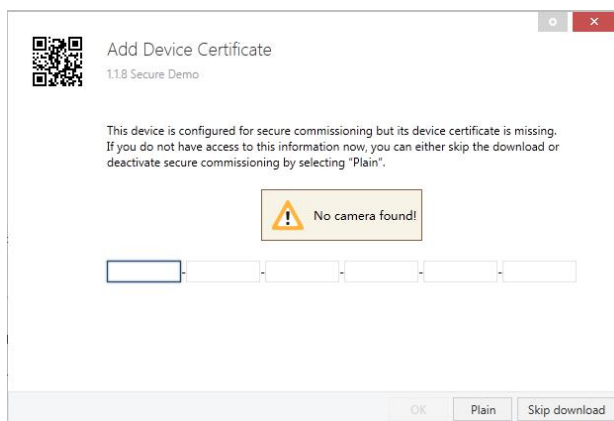 Add Device Certificate
1.1.8 Secure Demo
This device is configured for secure commissioning but its device certificate is missing.
If you do not have access to this information now, you can either skip the download or
deactivate secure commissioning by selecting "Plain".
No camera found!
- - - - -
OK Plain Skip download